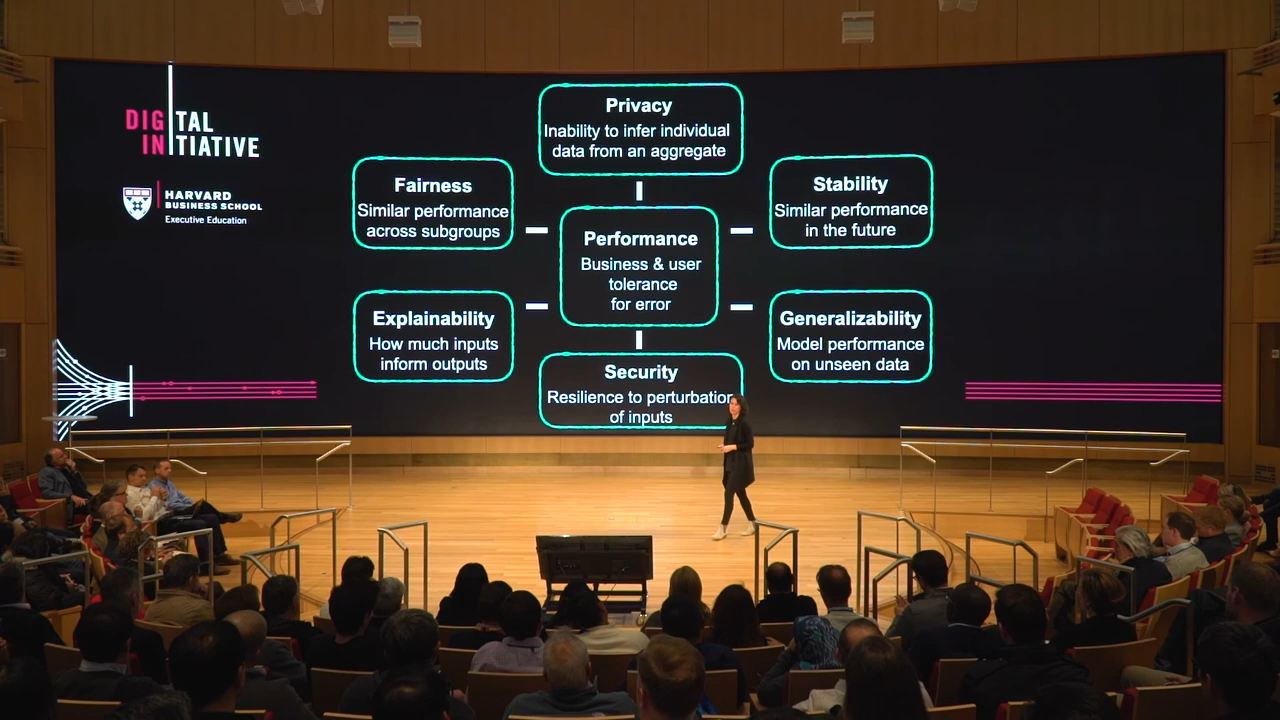 DIGITAL
INITIATIVE
HARVARD
BUSINESS SCHOOL
Executive Education
Privacy
Inability to infer individual
data from an aggregate
Fairness
Similar performance
across subgroups
Stability
Similar performance
in the future
Performance
Business & user
tolerance
for error
Explainability
How much inputs
inform outputs
Generalizability
Model performance
on unseen data
Security
Resilience to perturbation
of inputs